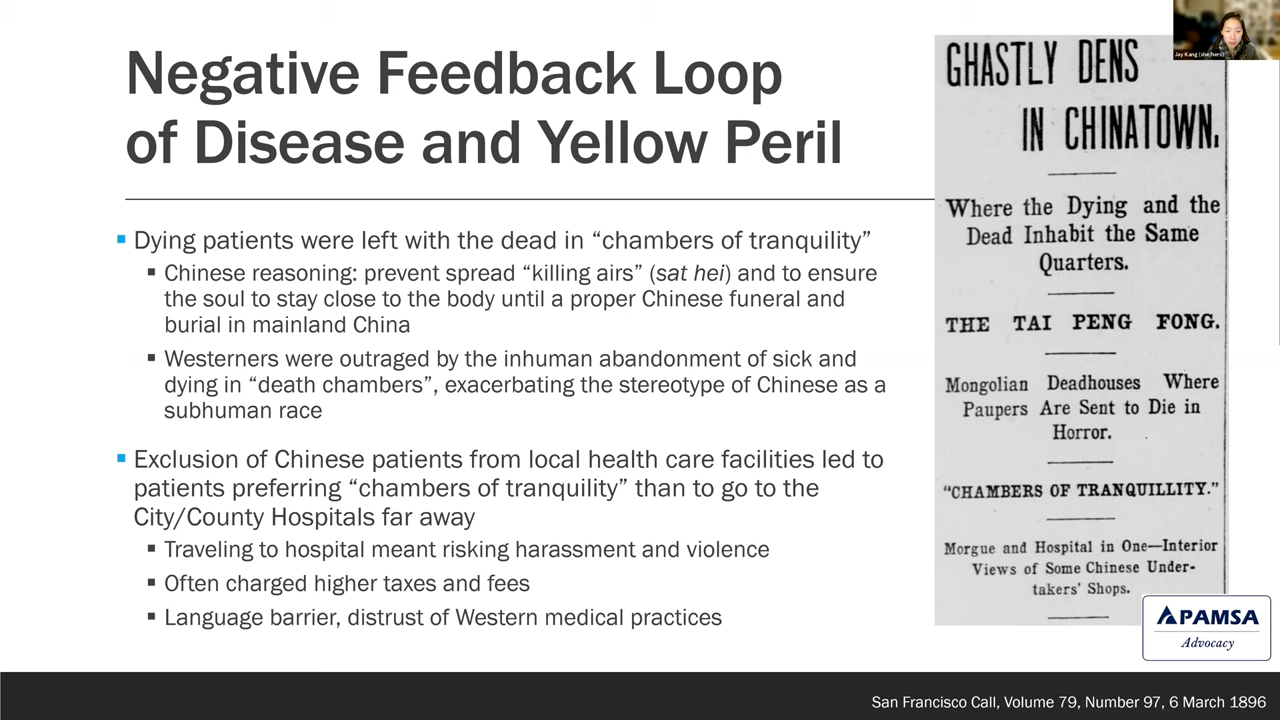 Negative Feedback Loop
of Disease and Yellow Peril
Dying patients were left with the dead in “chambers of tranquility”
Chinese reasoning: prevent spread “killing airs” (sat hei) and to ensure
the soul to stay close to the body until a proper Chinese funeral and
burial in mainland China
Westerners were outraged by the inhuman abandonment of sick and
dying in “death chambers”, exacerbating the stereotype of Chinese as a
subhuman race
Exclusion of Chinese patients from local health care facilities led to
patients preferring “chambers of tranquility” than to go to the
City/County Hospitals far away
Traveling to hospital meant risking harassment and violence
Often charged higher taxes and fees
Language barrier, distrust of Western medical practices
Jay Kang (she/hers)
GHASTLY DENS
IN CHINATOWN.
Where the Dying and the
Dead Inhabit the Same
Quarters.
THE TAI PENG FONG.
Mongolian Deadhouses Where
Paupers Are Sent to Die in
Horror.
“CHAMBERS OF TRANQUILLITY.”
Morgue and Hospital in One—Interior
Views of Some Chinese Under-
takers' Shops.
APAMSA
Advocacy
San Francisco Call, Volume 79, Number 97, 6 March 1896